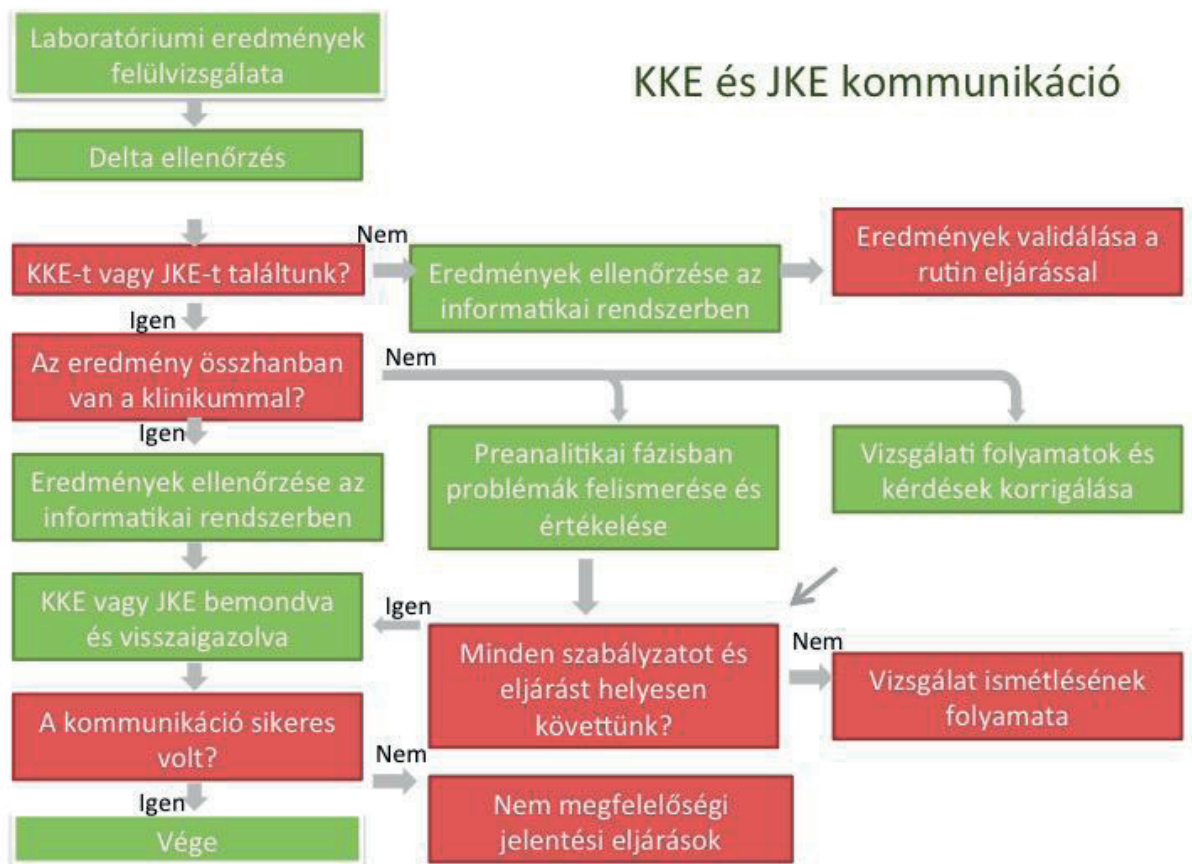 Laboratóriumi eredmények
felülvizsgálata
KKE és JKE kommunikáció
Delta ellenőrzés
Nem
KKE-t vagy JKE-t találtunk?
Eredmények ellenőrzése az
informatikai rendszerben
Eredmények validálása a
rutin eljárással
Igen
Az eredmény összhanban
van a klinikummal?
Nem
Igen
Preanalitikai fázisban
problémák felismerése és
értékelése
Vizsgálati folyamatok és
kérdések korrigálása
Eredmények ellenőrzése az
informatikai rendszerben
KKE vagy JKE bemondva
és visszaigazolva
Igen
Minden szabályzatot és
eljárást helyesen
követtünk?
Nem
Vizsgálat ismétlésének
folyamata
A kommunikáció sikeres
volt?
Nem
Igen
Nem megfelelőségi
jelentési eljárások
Vége